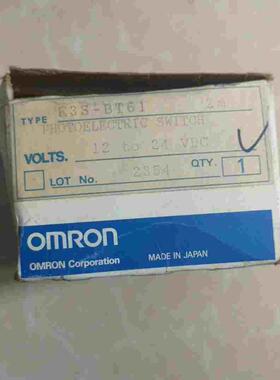 TYPE E3S-BT61 2m
PHOTOELECTRIC SWITCH
VOLTS. 12 to 24 VDC
LOT No. 2354 QTY. 1
OMRON
OMRON Corporation MADE IN JAPAN